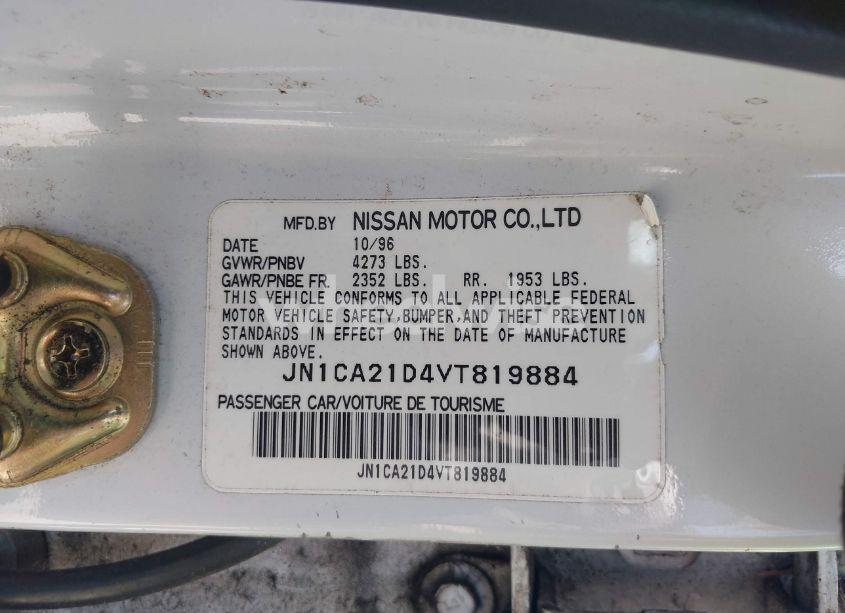 MFD.BY NISSAN MOTOR CO.,LTD
DATE 10/96
GVWR/PNBV 4273 LBS.
GAWR/PNBE FR. 2352 LBS. RR. 1953 LBS.
THIS VEHICLE CONFORMS TO ALL APPLICABLE FEDERAL
MOTOR VEHICLE SAFETY,BUMPER,AND THEFT PREVENTION
STANDARDS IN EFFECT ON THE DATE OF MANUFACTURE
SHOWN ABOVE.
JN1CA21D4VT819884
PASSENGER CAR/VOITURE DE TOURISME
JN1CA21D4VT819884